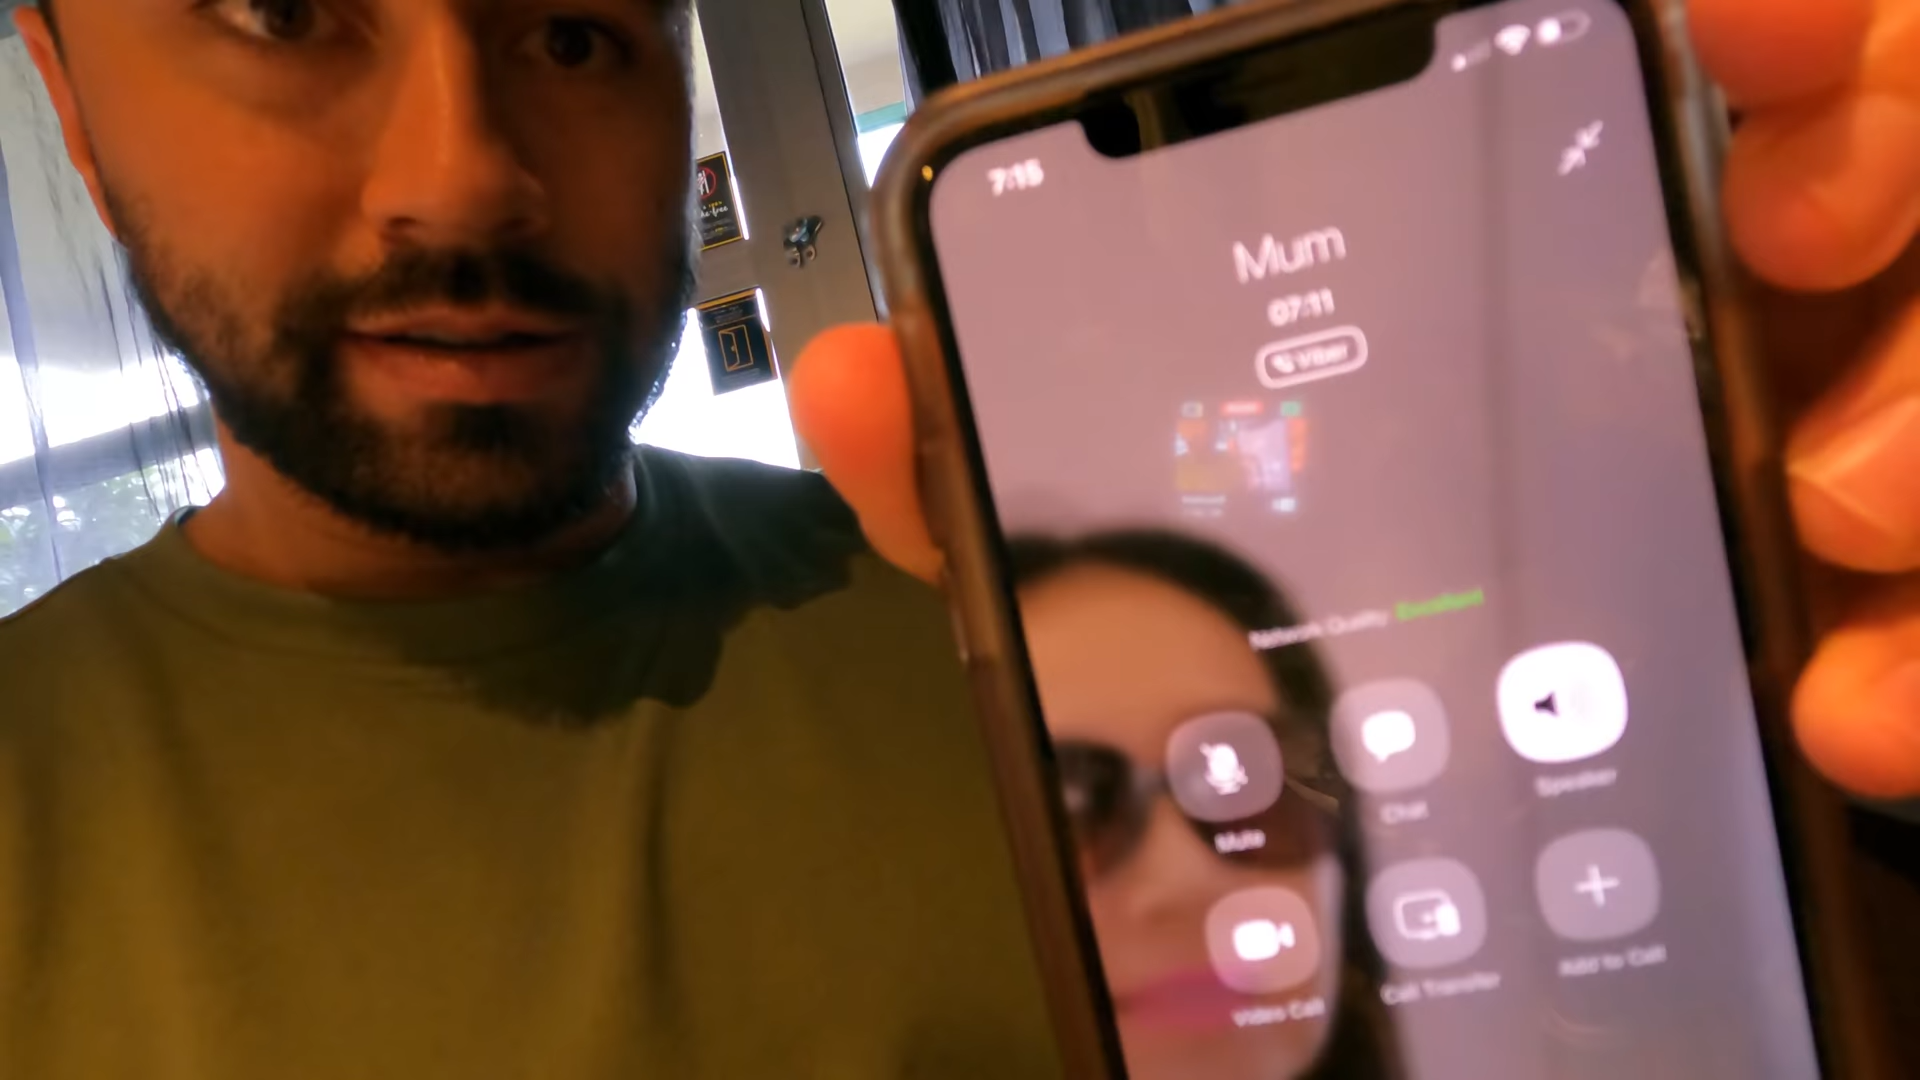 7:15
Mum
07:11
Viber
Network Quality: Excellent
Mute
Chat
Speaker
Video Call
Call Transfer
Add to Call